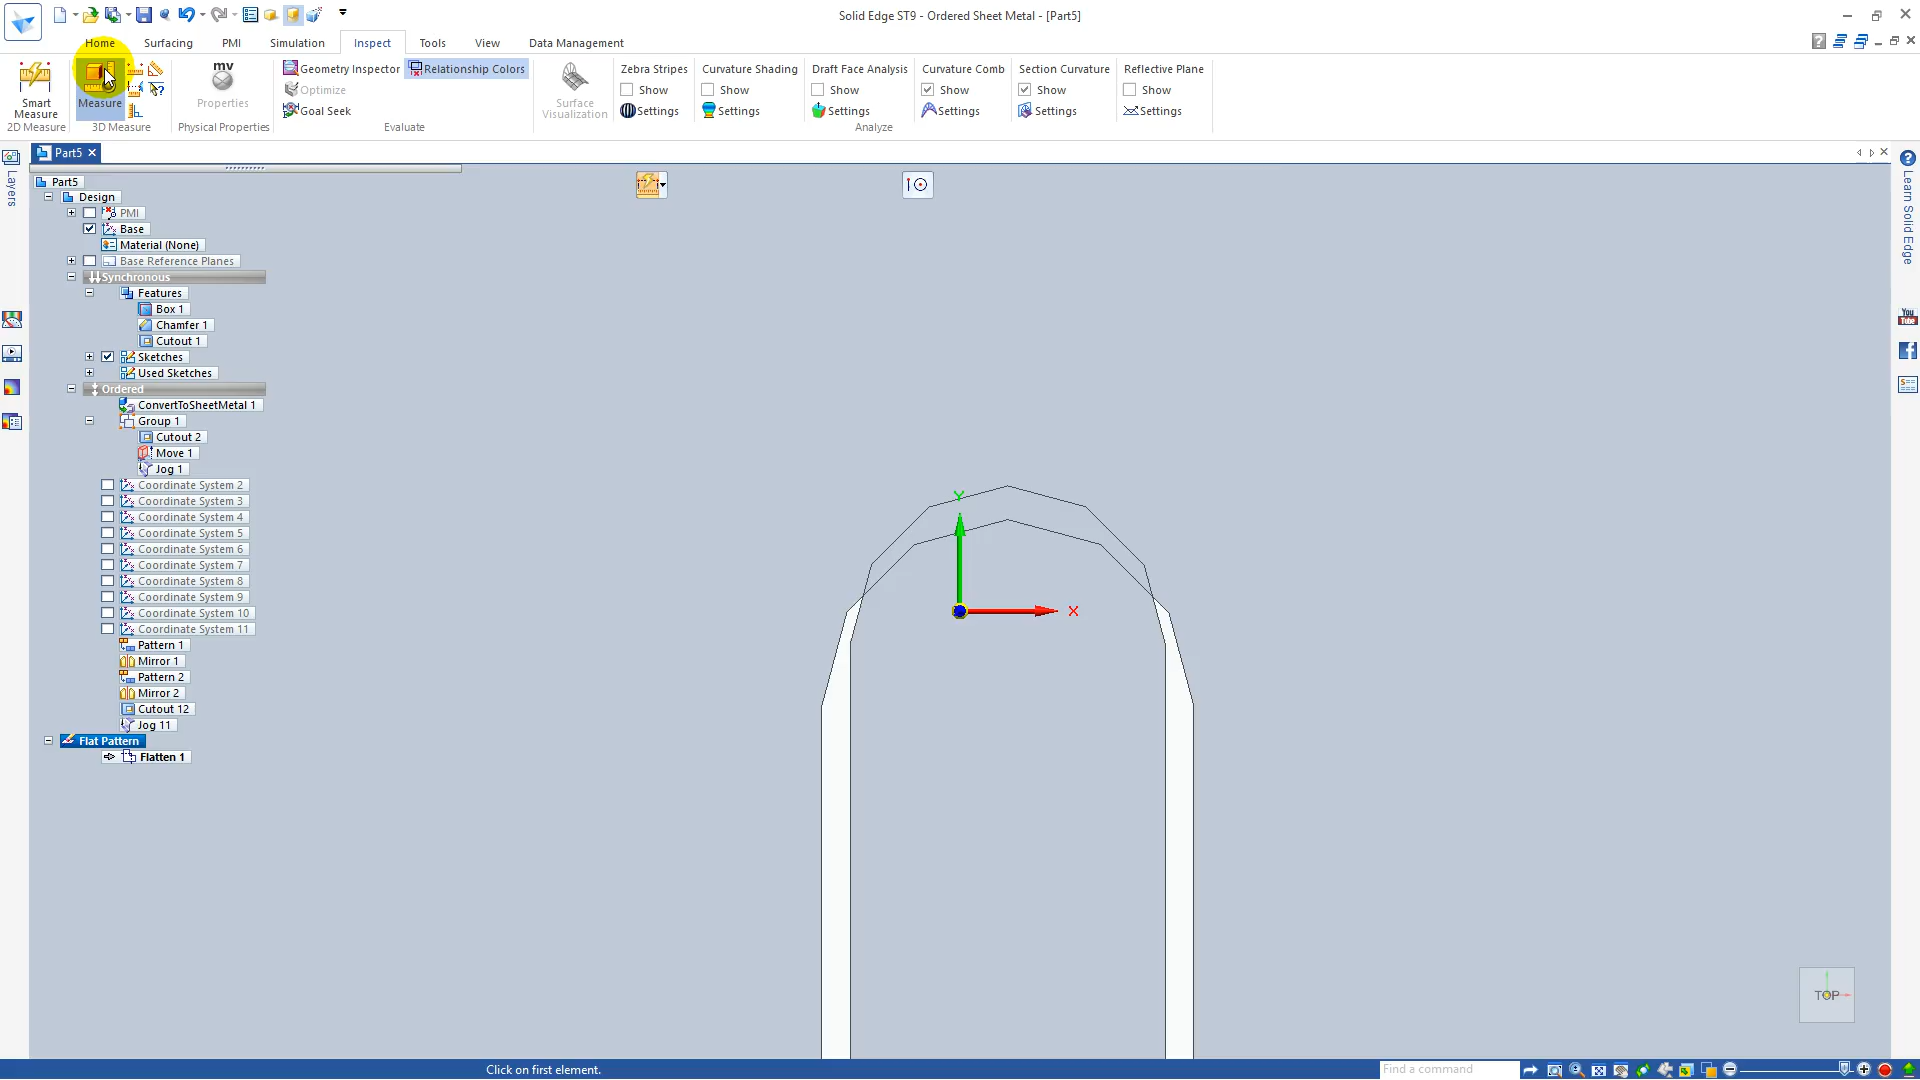 Solid Edge ST9 - Ordered Sheet Metal - [Part5]
Home Surfacing PMI Simulation Inspect Tools View Data Management
Smart Measure
2D Measure
Measure
3D Measure
mv
Properties
Physical Properties
Geometry Inspector
Relationship Colors
Optimize
Goal Seek
Evaluate
Surface Visualization
Zebra Stripes
Show
Settings
Curvature Shading
Show
Settings
Draft Face Analysis
Show
Settings
Curvature Comb
Show
Settings
Section Curvature
Show
Settings
Reflective Plane
Show
Settings
Analyze
Part5
Layers
Part5
Design
PMI
Base
Material (None)
Base Reference Planes
Synchronous
Features
Box 1
Chamfer 1
Cutout 1
Sketches
Used Sketches
Ordered
ConvertToSheetMetal 1
Group 1
Cutout 2
Move 1
Jog 1
Coordinate System 2
Coordinate System 3
Coordinate System 4
Coordinate System 5
Coordinate System 6
Coordinate System 7
Coordinate System 8
Coordinate System 9
Coordinate System 10
Coordinate System 11
Pattern 1
Mirror 1
Pattern 2
Mirror 2
Cutout 12
Jog 11
Flat Pattern
Flatten 1
Y
X
TOP
Learn Solid Edge
You Tube
Click on first element.
Find a command